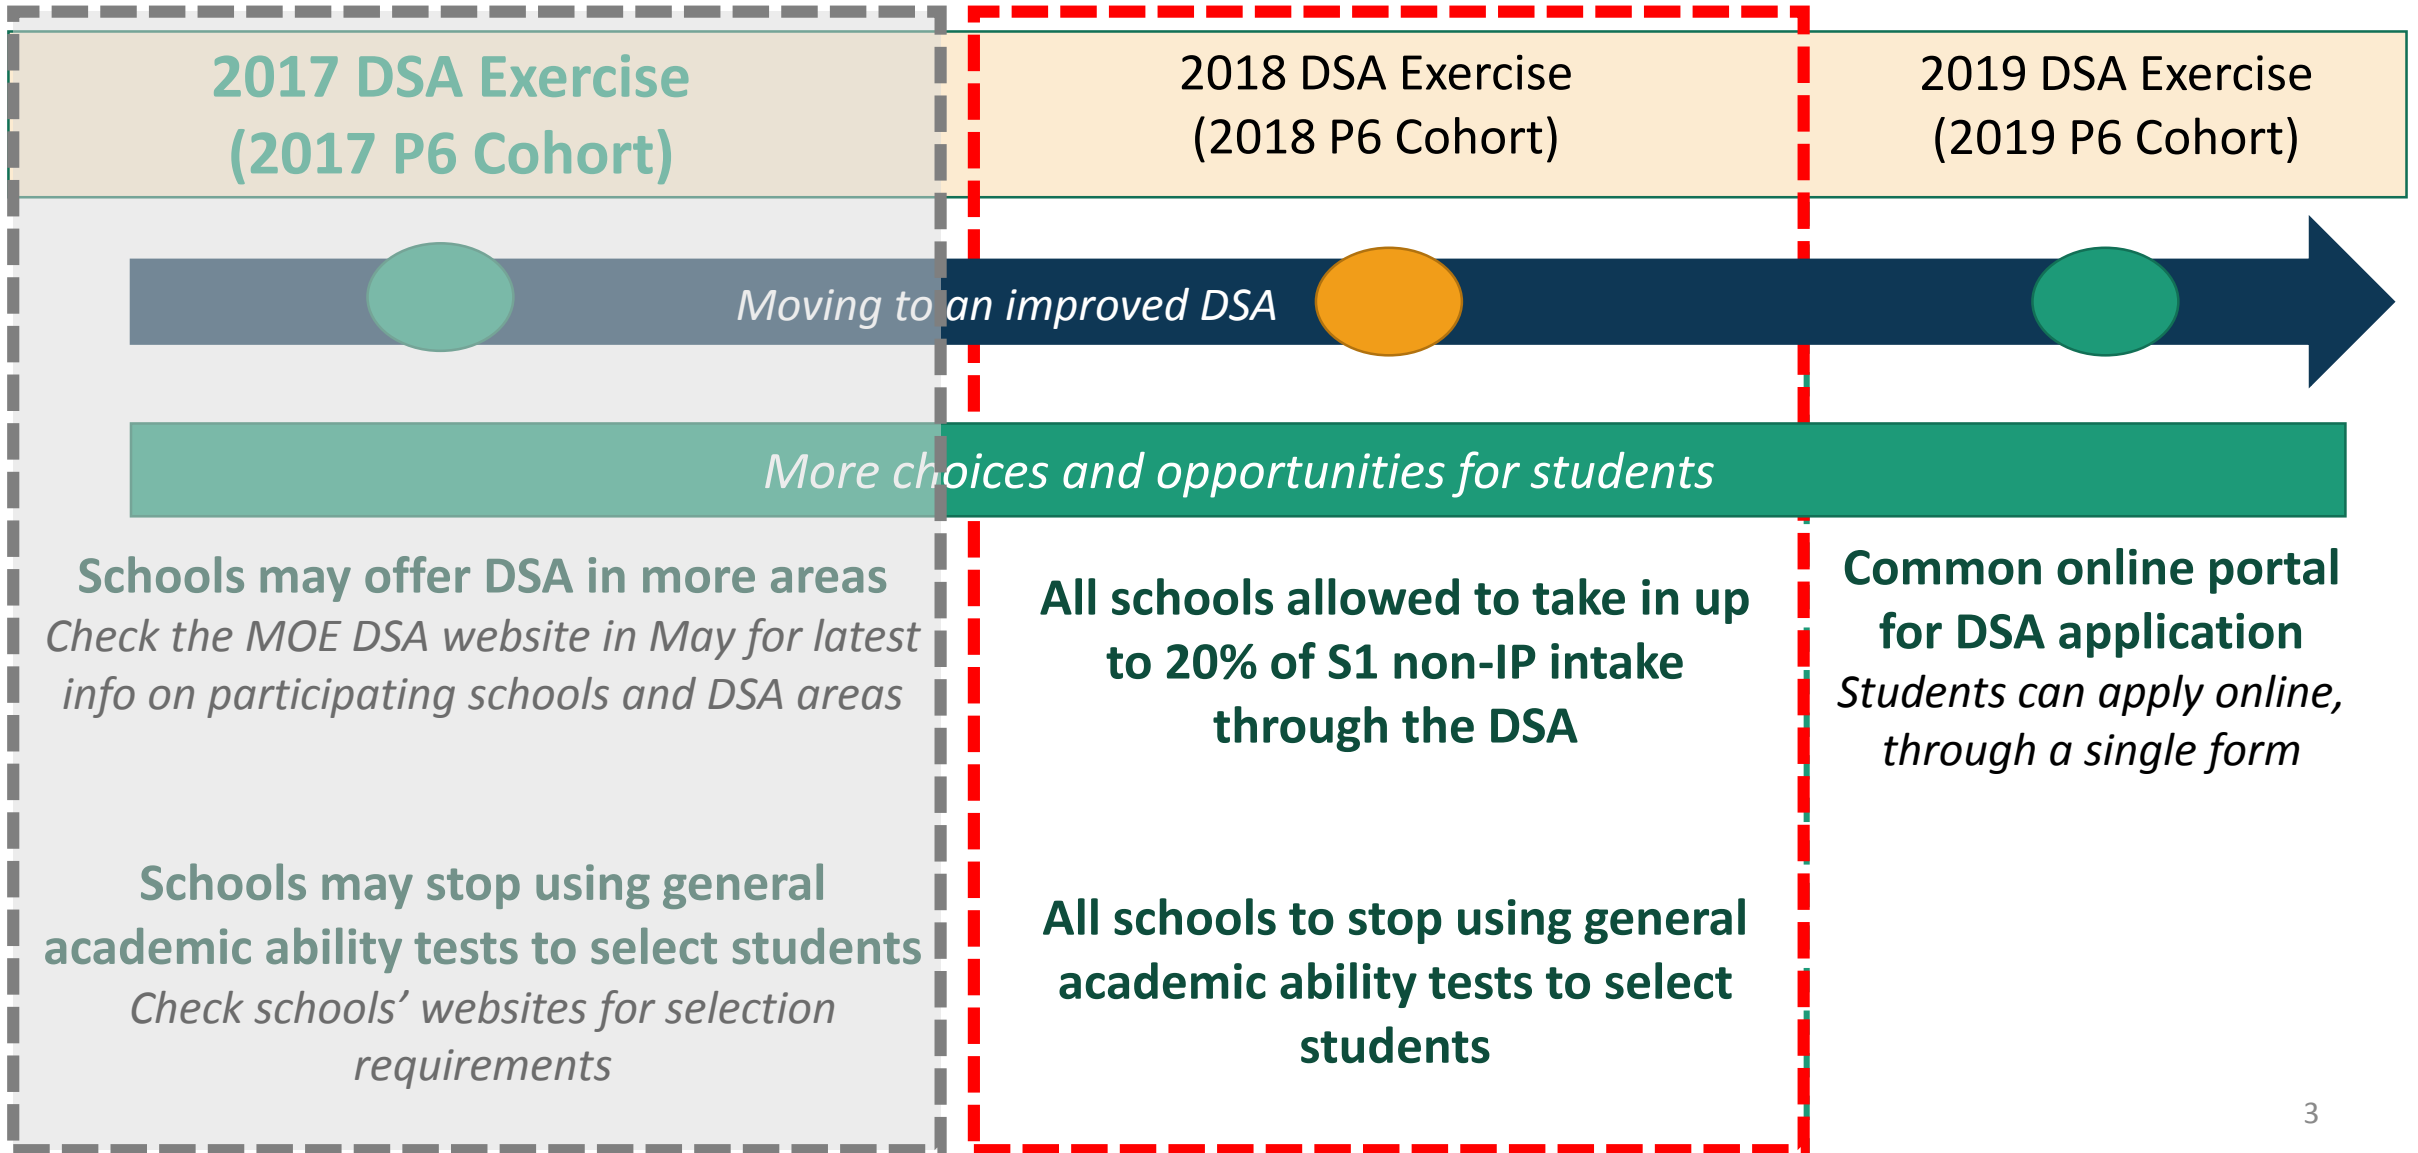 2017 DSA Exercise
(2017 P6 Cohort)
2018 DSA Exercise
(2018 P6 Cohort)
2019 DSA Exercise
(2019 P6 Cohort)
Moving to an improved DSA
More choices and opportunities for students
Schools may offer DSA in more areas
Check the MOE DSA website in May for latest
info on participating schools and DSA areas
Schools may stop using general
academic ability tests to select students
Check schools’ websites for selection
requirements
All schools allowed to take in up
to 20% of S1 non-IP intake
through the DSA
All schools to stop using general
academic ability tests to select
students
Common online portal
for DSA application
Students can apply online,
through a single form
3